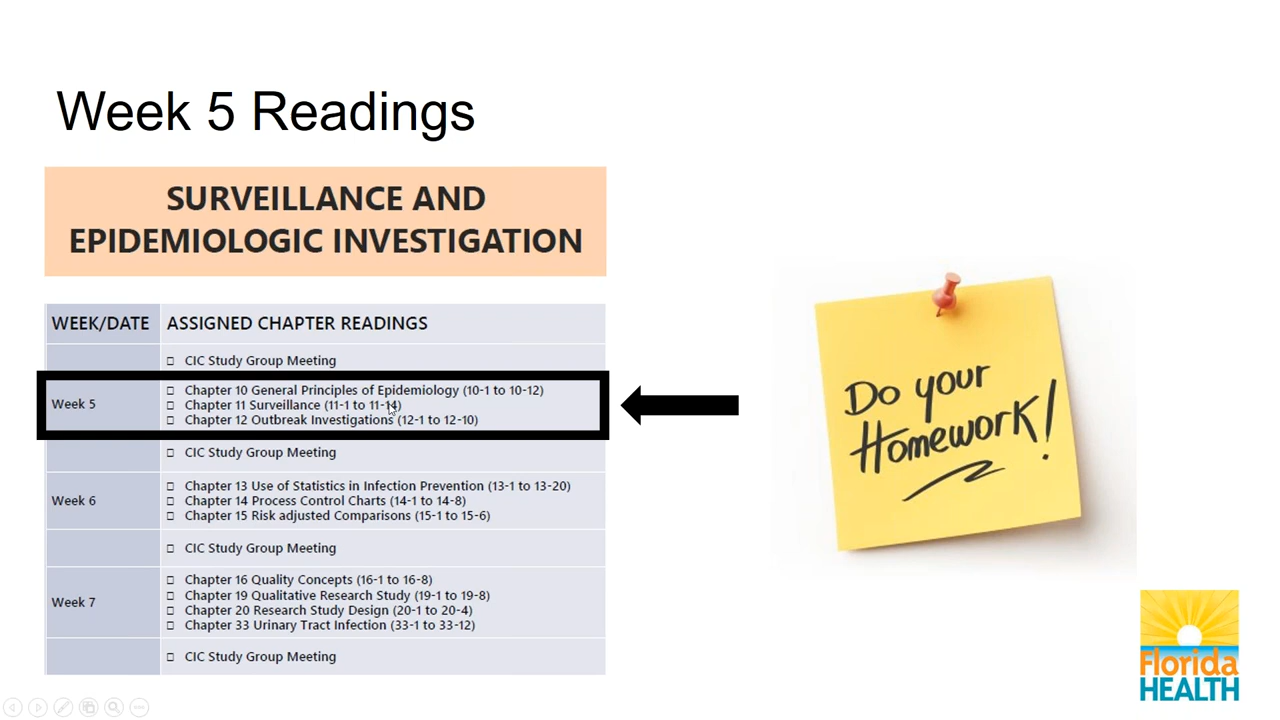 Week 5 Readings
SURVEILLANCE AND
EPIDEMIOLOGIC INVESTIGATION
WEEK/DATE ASSIGNED CHAPTER READINGS
□ CIC Study Group Meeting
Week 5
□ Chapter 10 General Principles of Epidemiology (10-1 to 10-12)
□ Chapter 11 Surveillance (11-1 to 11-14)
□ Chapter 12 Outbreak Investigations (12-1 to 12-10)
□ CIC Study Group Meeting
Week 6
□ Chapter 13 Use of Statistics in Infection Prevention (13-1 to 13-20)
□ Chapter 14 Process Control Charts (14-1 to 14-8)
□ Chapter 15 Risk adjusted Comparisons (15-1 to 15-6)
□ CIC Study Group Meeting
Week 7
□ Chapter 16 Quality Concepts (16-1 to 16-8)
□ Chapter 19 Qualitative Research Study (19-1 to 19-8)
□ Chapter 20 Research Study Design (20-1 to 20-4)
□ Chapter 33 Urinary Tract Infection (33-1 to 33-12)
□ CIC Study Group Meeting
Do your
Homework!
Florida
HEALTH